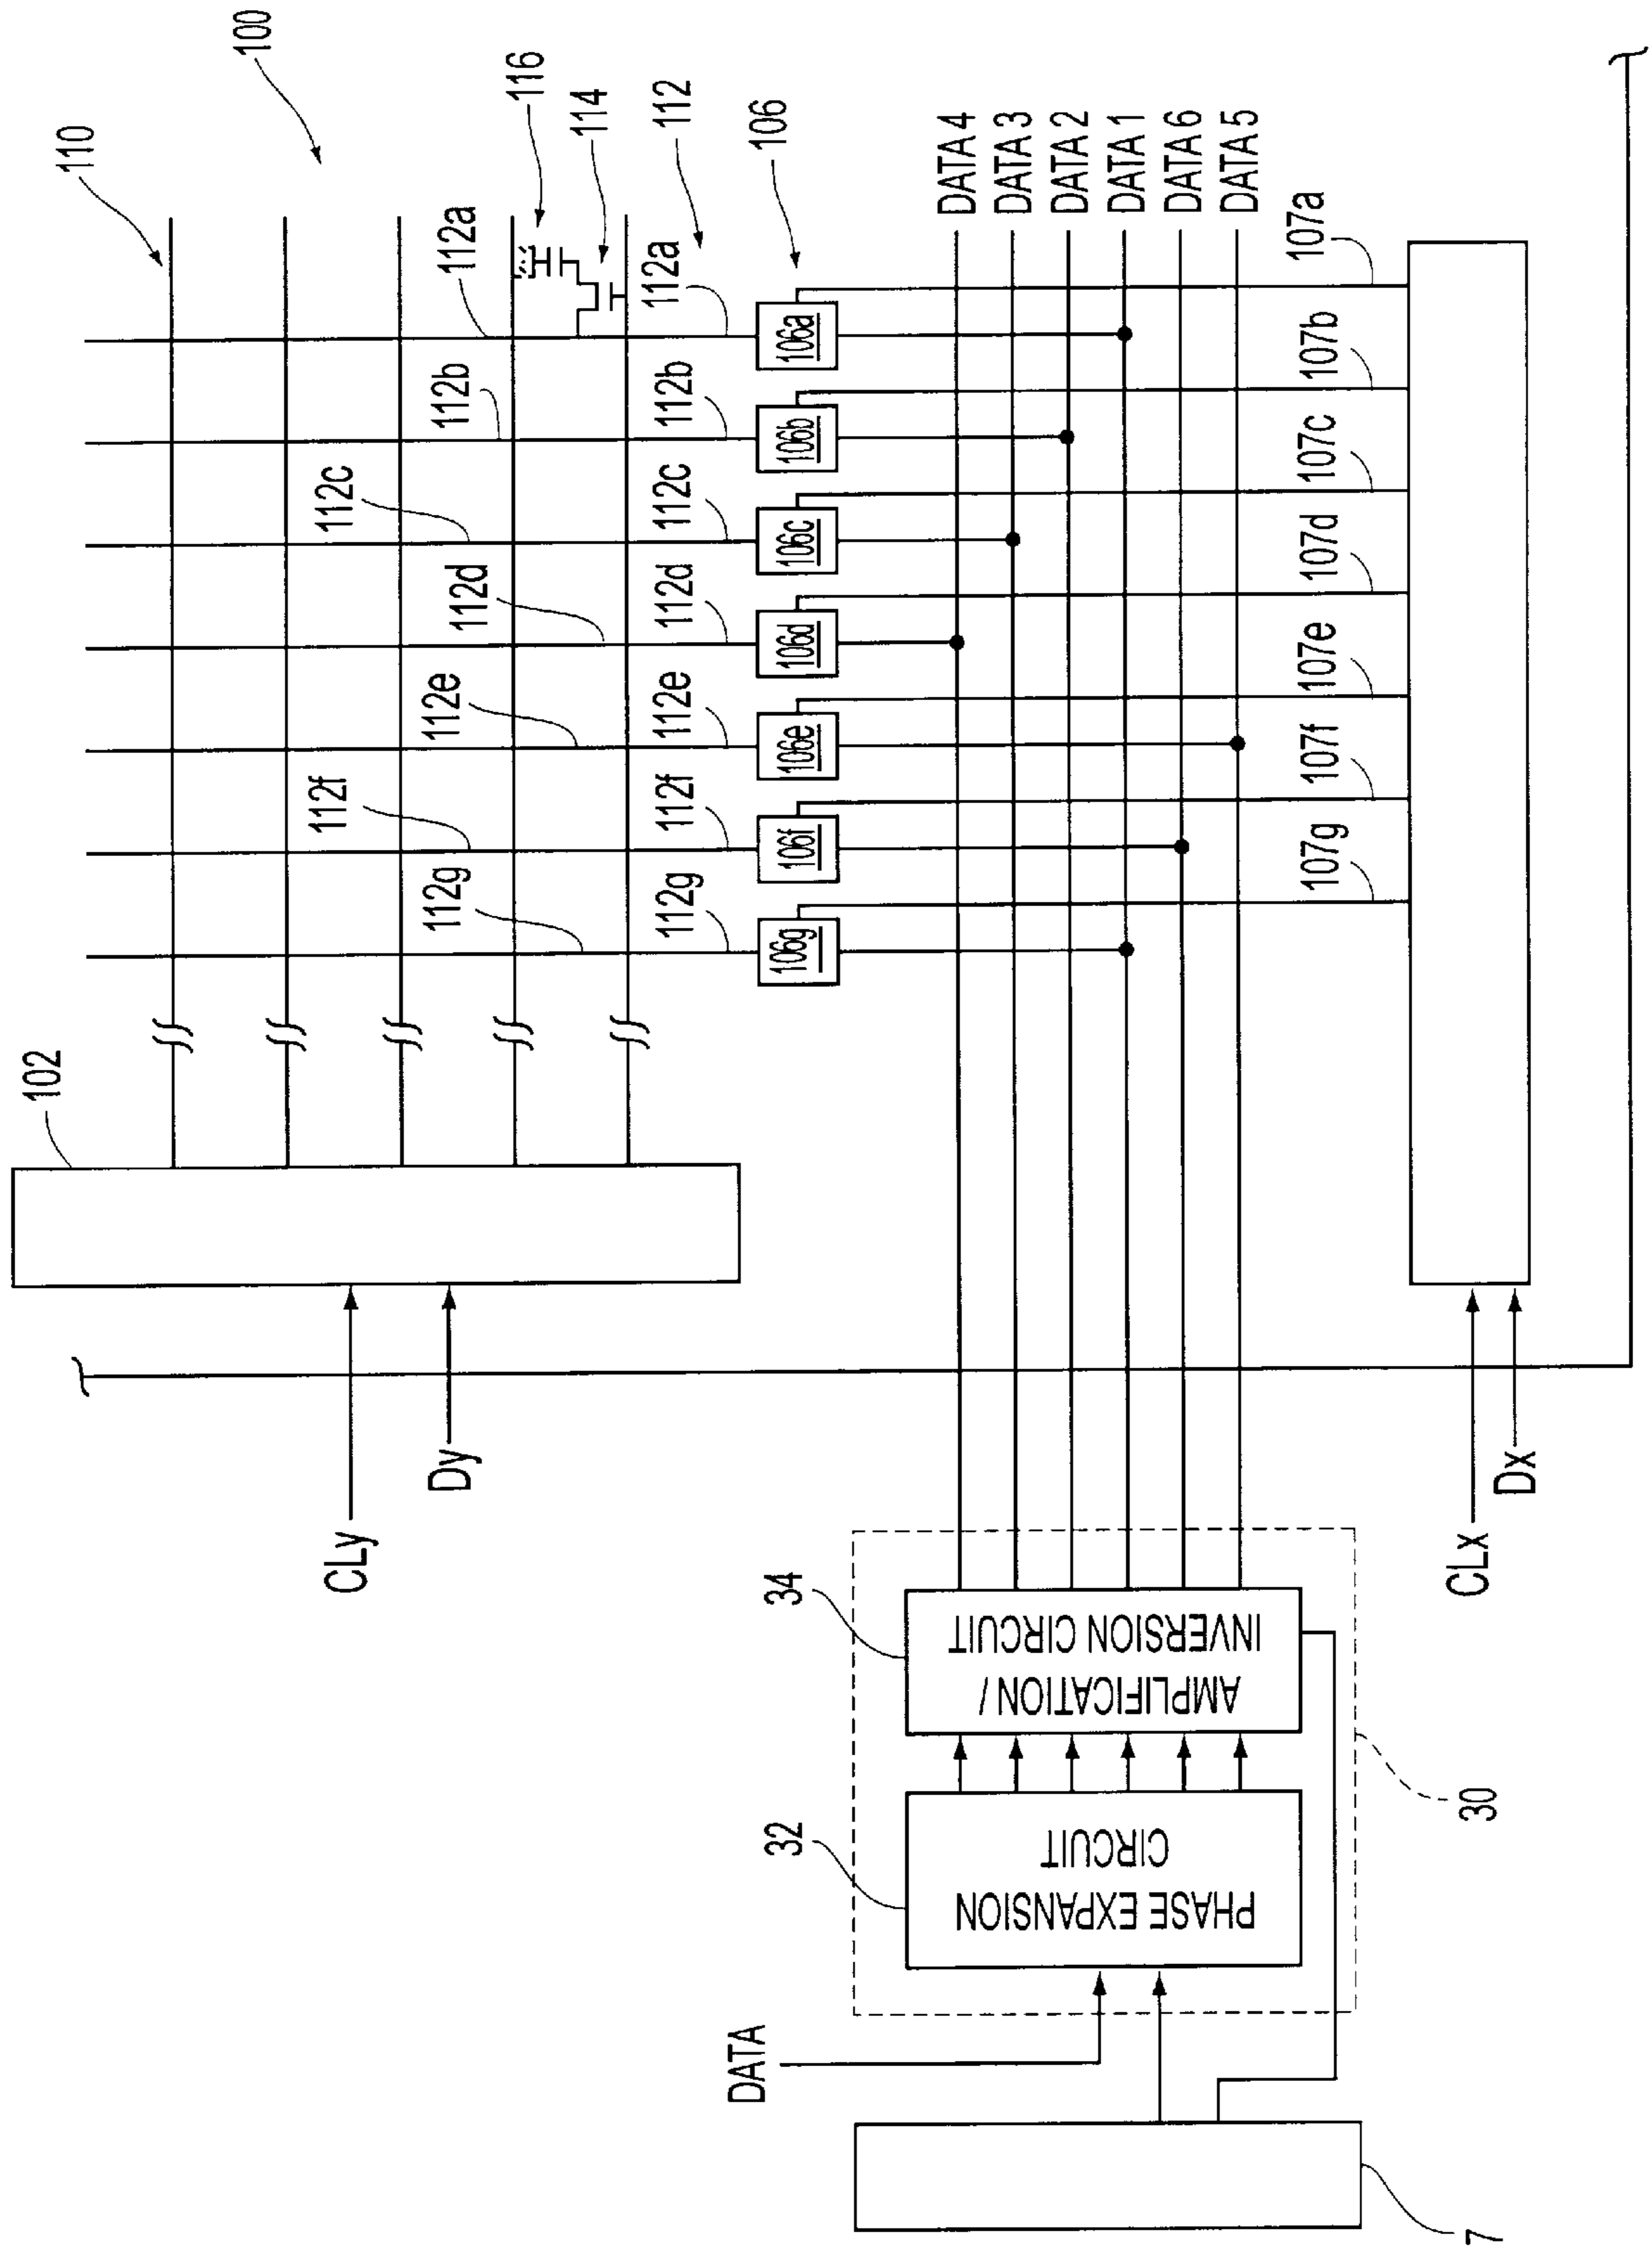 100
110
116
114
112
106
112a
112b
112c
112d
112e
112f
112g
112a
112b
112c
112d
112e
112f
112g
106a
106b
106c
106d
106e
106f
106g
DATA 4
DATA 3
DATA 2
DATA 1
DATA 6
DATA 5
107a
107b
107c
107d
107e
107f
107g
102
CLy
Dy
CLx
Dx
34
AMPLIFICATION /
INVERSION CIRCUIT
32
PHASE EXPANSION
CIRCUIT
30
DATA
7